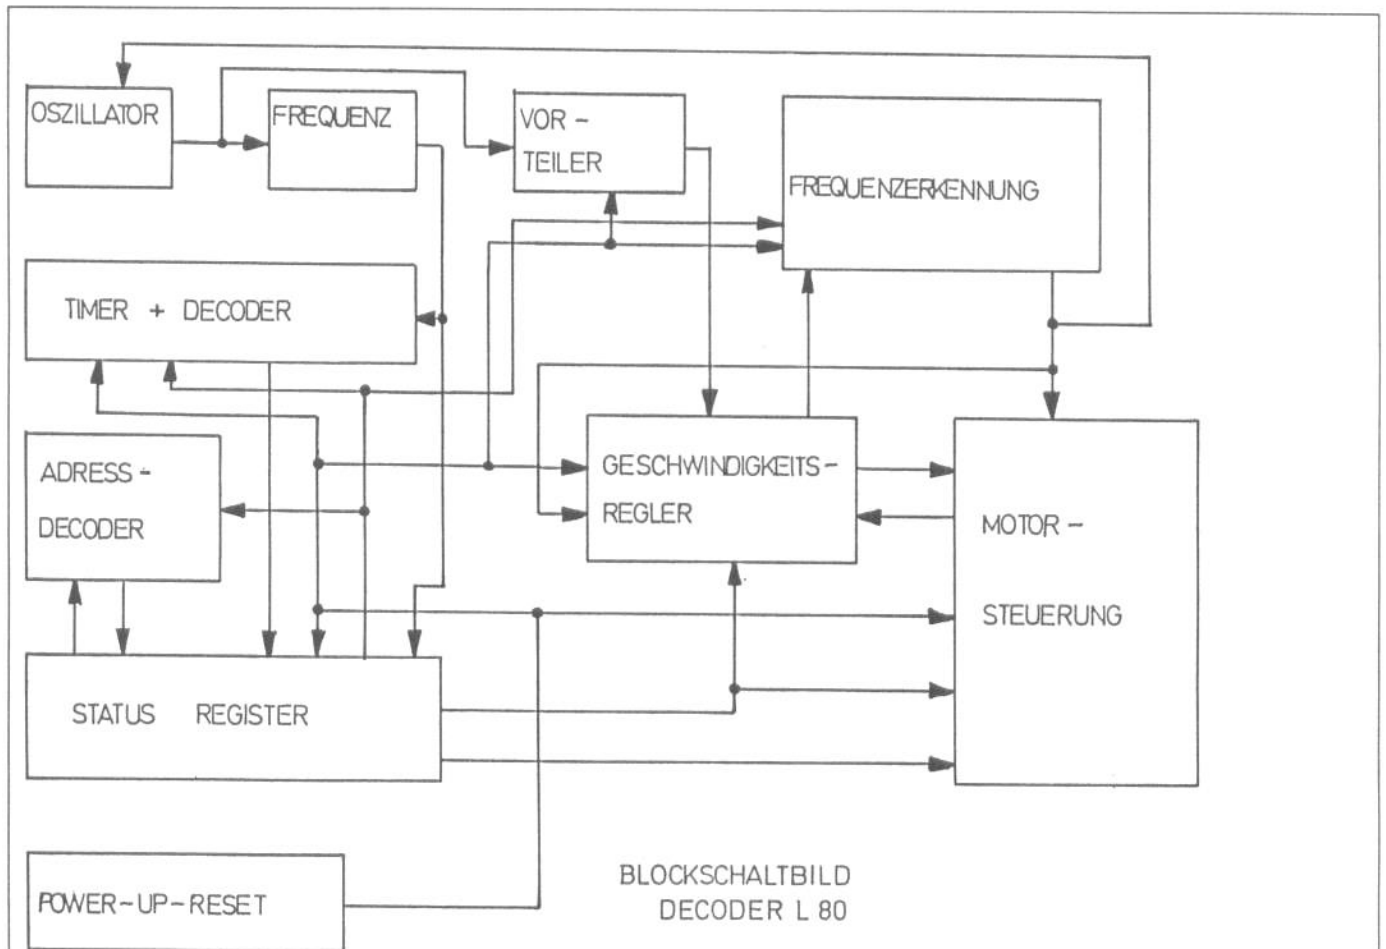 OSZILLATOR
FREQUENZ
VOR-
TEILER
FREQUENZERKENNUNG
TIMER + DECODER
ADRESS-
DECODER
GESCHWINDIGKEITS-
REGLER
MOTOR-
STEUERUNG
STATUS REGISTER
POWER-UP-RESET
BLOCKSCHALTBILD
DECODER L 80